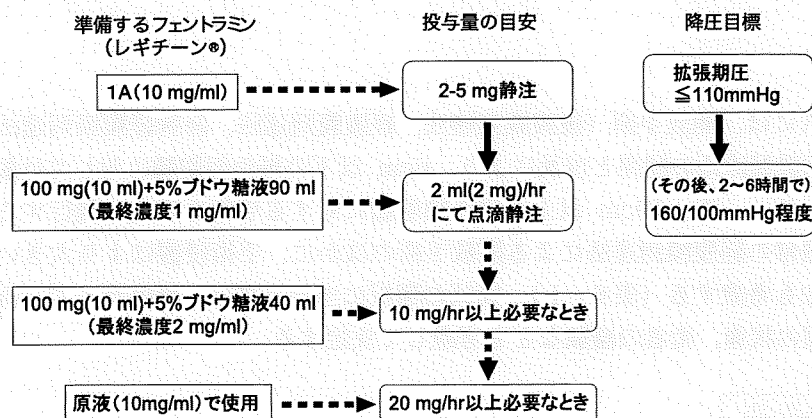 準備するフェントラミン
（レギチーン®）
投与量の目安
降圧目標
1A（10 mg/ml）
2-5 mg静注
拡張期圧
≦110mmHg
100 mg(10 ml)+5%ブドウ糖液90 ml
（最終濃度1 mg/ml）
2 ml(2 mg)/hr
にて点滴静注
（その後、2～6時間で）
160/100mmHg程度
100 mg(10 ml)+5%ブドウ糖液40 ml
（最終濃度2 mg/ml）
10 mg/hr以上必要なとき
原液（10mg/ml）で使用
20 mg/hr以上必要なとき